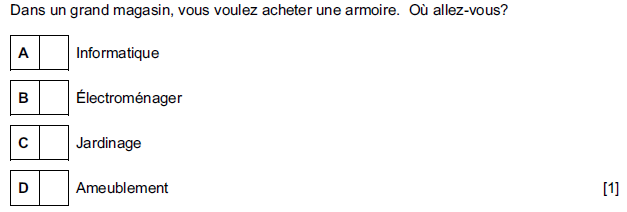 Dans un grand magasin, vous voulez acheter une armoire. Où allez-vous?
A Informatique
B Électroménager
C Jardinage
D Ameublement [1]